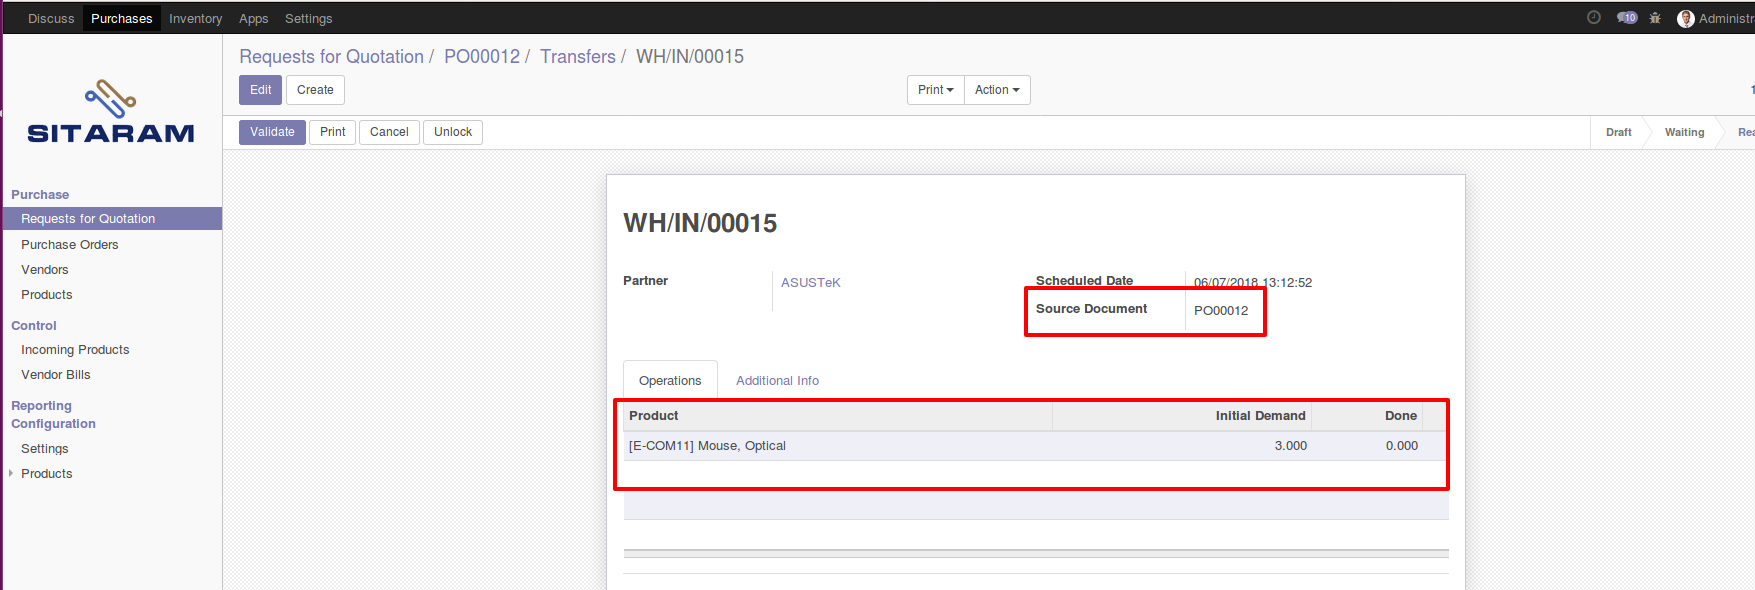 Discuss Purchases Inventory Apps Settings 10
Requests for Quotation / PO00012 / Transfers / WH/IN/00015
Edit Create Print Action
Validate Print Cancel Unlock Draft Waiting
SITARAM
Purchase
Requests for Quotation
Purchase Orders
Vendors
Products
Control
Incoming Products
Vendor Bills
Reporting
Configuration
Settings
Products
WH/IN/00015
Partner ASUSTeK
Scheduled Date 06/07/2018 13:12:52
Source Document PO00012
Operations Additional Info
Product Initial Demand Done
[E-COM11] Mouse, Optical 3.000 0.000